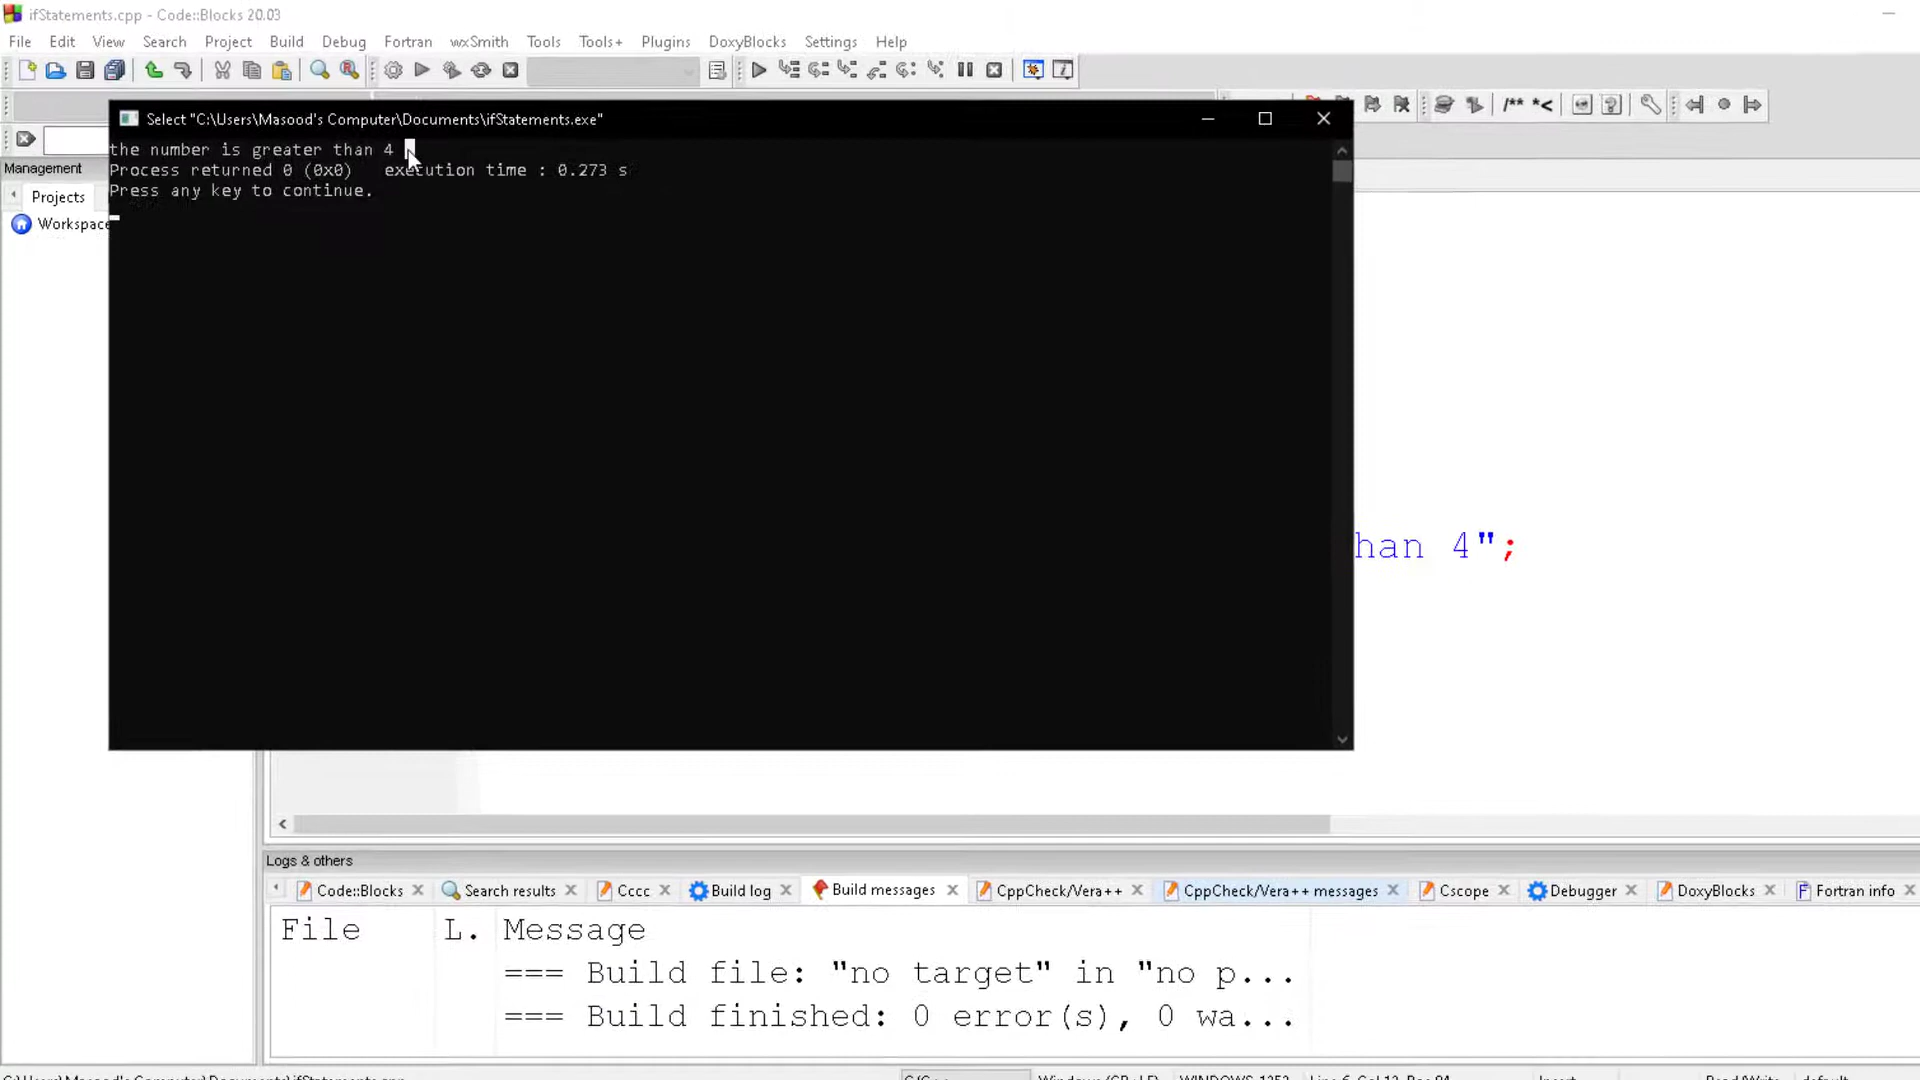 ifStatements.cpp - Code::Blocks 20.03
File Edit View Search Project Build Debug Fortran wxSmith Tools Tools+ Plugins DoxyBlocks Settings Help
/** *<
Select "C:\Users\Masood's Computer\Documents\ifStatements.exe"
the number is greater than 4
Process returned 0 (0x0)   execution time : 0.273 s
Press any key to continue.
Management
Projects
Workspace
han 4";
Logs & others
Code::Blocks Search results Cccc Build log Build messages CppCheck/Vera++ CppCheck/Vera++ messages Cscope Debugger DoxyBlocks Fortran info
File L. Message
=== Build file: "no target" in "no p...
=== Build finished: 0 error(s), 0 wa...